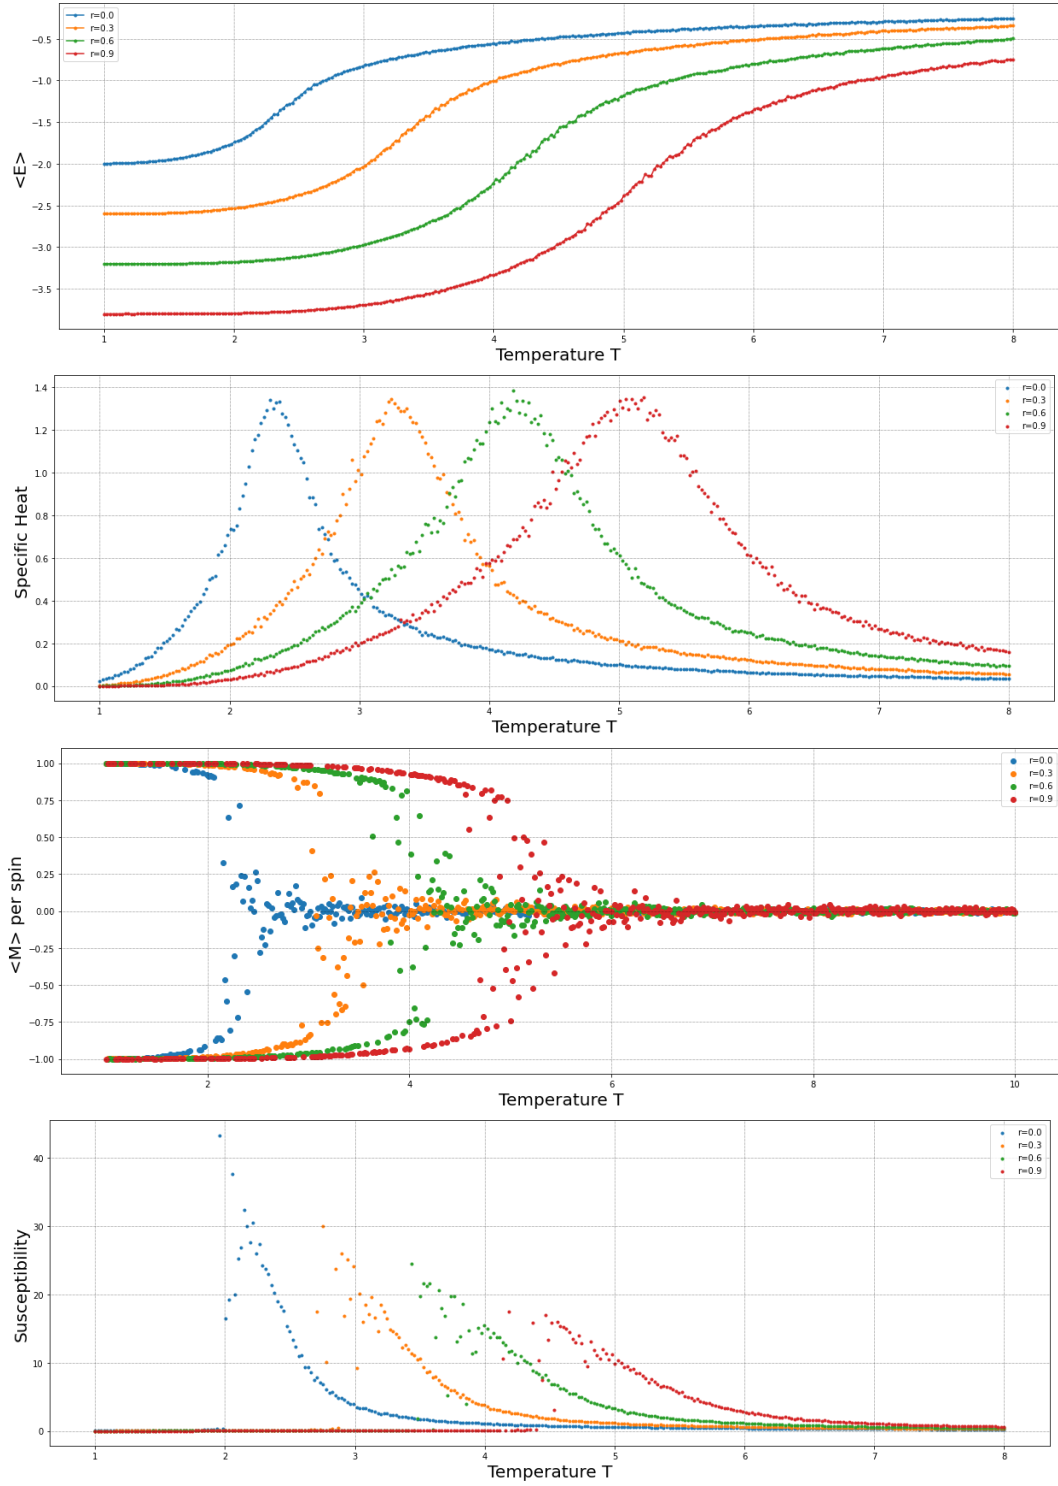 r=0.0
r=0.3
r=0.6
r=0.9
<E>
−0.5
−1.0
−1.5
−2.0
−2.5
−3.0
−3.5
1 2 3 4 5 6 7 8
Temperature T
r=0.0
r=0.3
r=0.6
r=0.9
Specific Heat
1.4
1.2
1.0
0.8
0.6
0.4
0.2
0.0
1 2 3 4 5 6 7 8
Temperature T
r=0.0
r=0.3
r=0.6
r=0.9
<M> per spin
1.00
0.75
0.50
0.25
0.00
−0.25
−0.50
−0.75
−1.00
2 4 6 8 10
Temperature T
r=0.0
r=0.3
r=0.6
r=0.9
Susceptibility
40
30
20
10
0
1 2 3 4 5 6 7 8
Temperature T